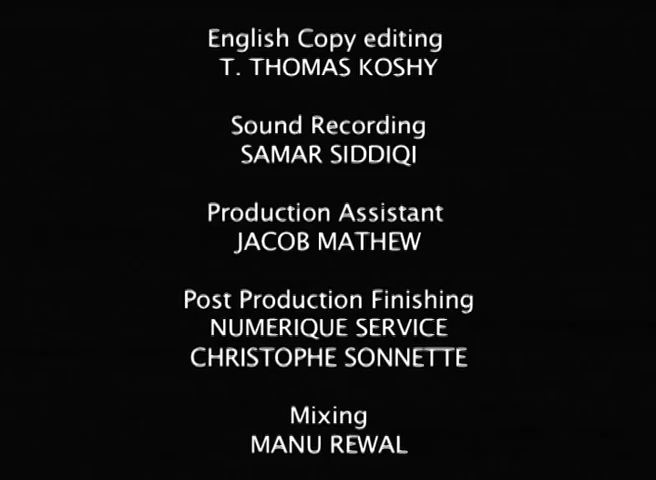 English Copy editing
T. THOMAS KOSHY
Sound Recording
SAMAR SIDDIQI
Production Assistant
JACOB MATHEW
Post Production Finishing
NUMERIQUE SERVICE
CHRISTOPHE SONNETTE
Mixing
MANU REWAL